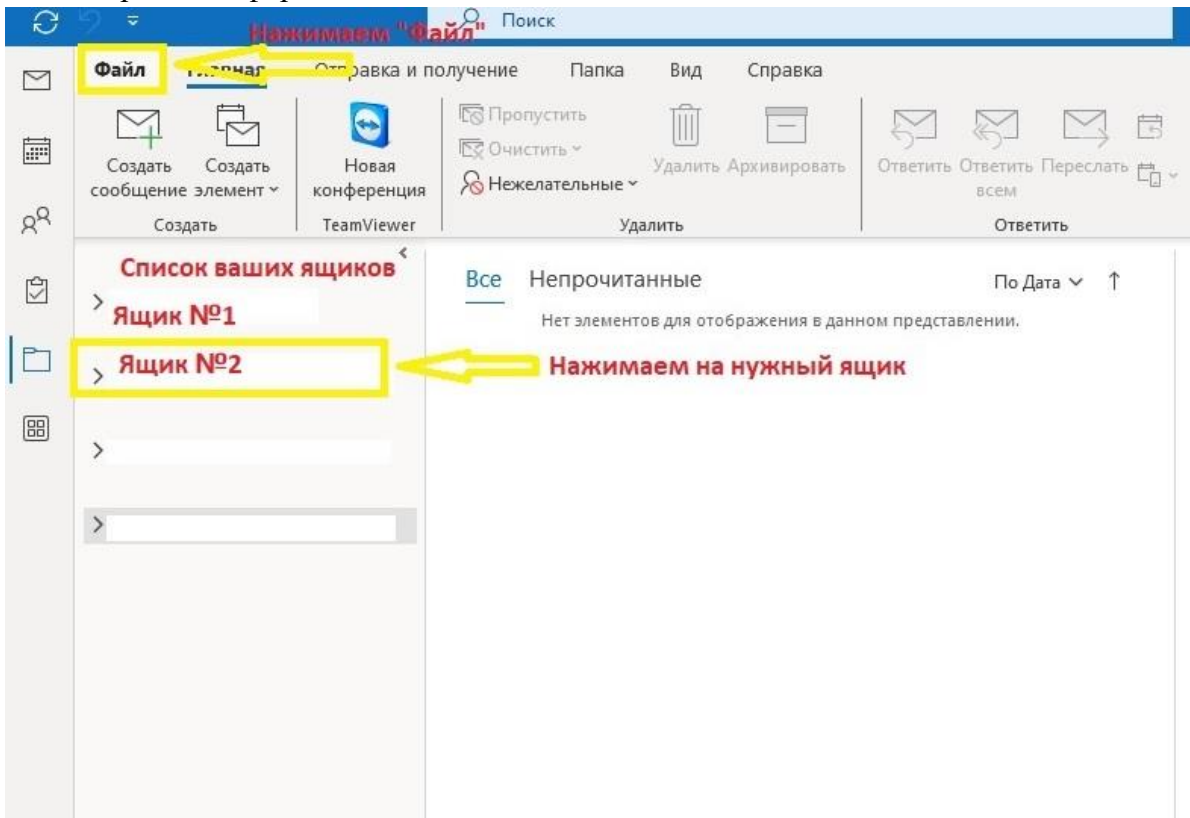 Поиск
Нажимаем "Файл"
Файл Главная Отправка и получение Папка Вид Справка
Создать сообщение
Создать элемент
Новая конференция
Пропустить
Очистить
Нежелательные
Удалить Архивировать
Ответить
Ответить всем
Переслать
Создать
TeamViewer
Удалить
Ответить
Список ваших ящиков
Ящик №1
Ящик №2
Все Непрочитанные По Дата
Нет элементов для отображения в данном представлении.
Нажимаем на нужный ящик